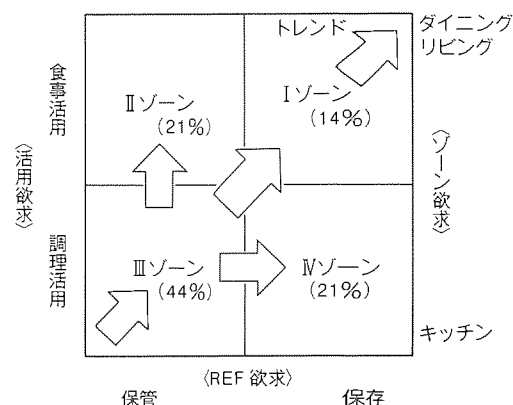 トレンド
ダイニング
リビング
食事活用
Ⅱゾーン
(21%)
Ⅰゾーン
(14%)
〈活用欲求〉
〈ゾーン欲求〉
調理活用
Ⅲゾーン
(44%)
Ⅳゾーン
(21%)
キッチン
〈REF 欲求〉
保管
保存